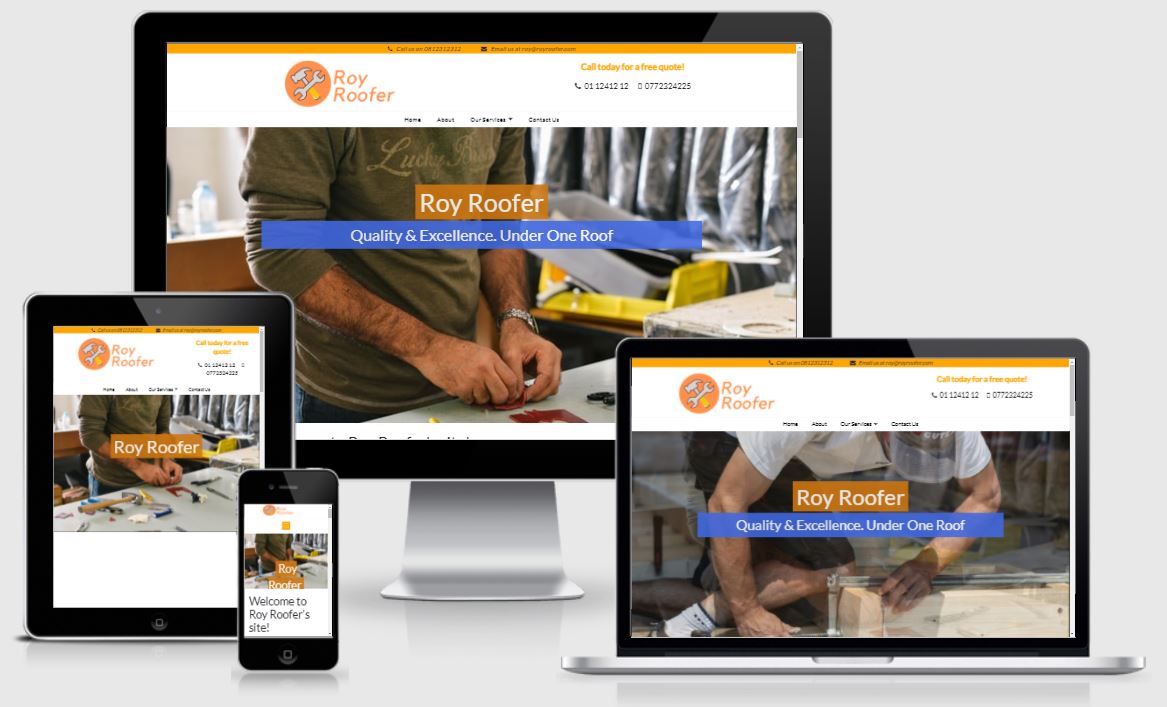 Call us on 0812312312 Email us at roy@royroofer.com
Roy
Roofer
Call today for a free quote!
01 12412 12 0772324225
Home About Our Services Contact Us
Lucky
Roy Roofer
Quality & Excellence. Under One Roof
Call us on 0812312312 Email us at roy@royroofer.com
Roy
Roofer
Call today for a free
quote!
01 12412 12
0772324225
Home About Our Services Contact Us
Roy Roofer
Roy
Roofer
Roy
Roofer
Welcome to
Roy Roofer's
site!
Call us on 0812312312 Email us at roy@royroofer.com
Roy
Roofer
Call today for a free quote!
01 12412 12 0772324225
Home About Our Services Contact Us
Roy Roofer
Quality & Excellence. Under One Roof